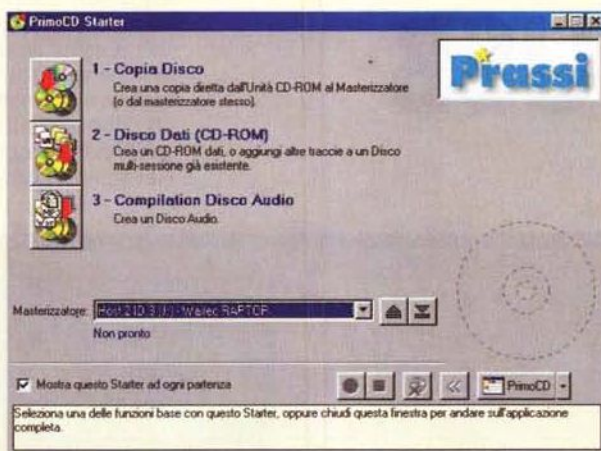 PrimoCD Starter
Prassi
1 - Copia Disco
Crea una copia diretta dall'Unità CD-ROM al Masterizzatore
(o dal masterizzatore stesso).
2 - Disco Dati (CD-ROM)
Crea un CD-ROM dati, o aggiungi altre traccie a un Disco
multi-sessione già esistente.
3 - Compilation Disco Audio
Crea un Disco Audio.
Masterizzatore:
RAPTOR
Non pronto
Mostra questo Starter ad ogni partenza
PrimoCD
Seleziona una delle funzioni base con questo Starter, oppure chiudi questa finestra per andare sull'applicazione
completa.